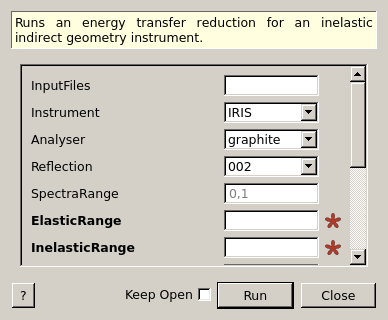 Runs an energy transfer reduction for an inelastic
indirect geometry instrument.
InputFiles
Instrument IRIS
Analyser graphite
Reflection 002
SpectraRange 0,1
ElasticRange *
InelasticRange *
? Keep Open Run Close